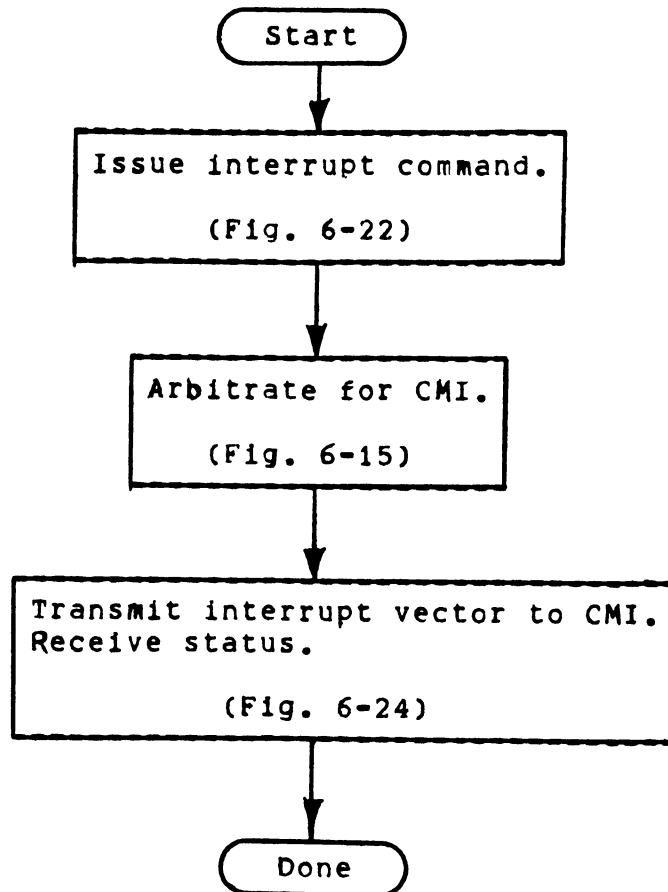 Start
Issue interrupt command.
(Fig. 6-22)
Arbitrate for CMI.
(Fig. 6-15)
Transmit interrupt vector to CMI.
Receive status.
(Fig. 6-24)
Done